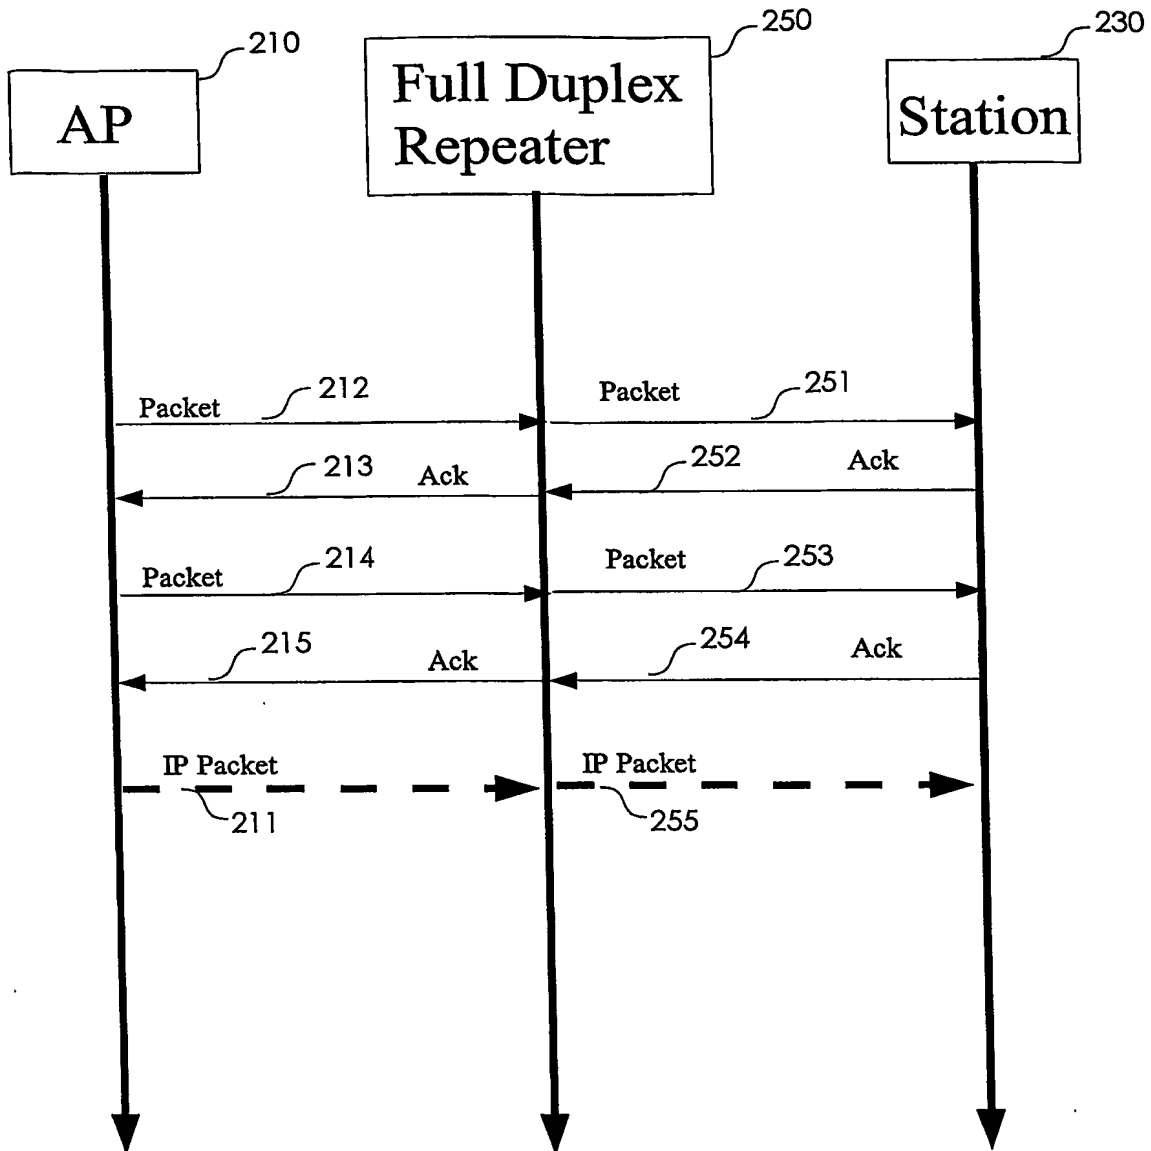 210
250
230
AP
Full Duplex
Repeater
Station
Packet
212
Packet
251
213
Ack
252
Ack
Packet
214
Packet
253
215
Ack
254
Ack
IP Packet
IP Packet
211
255